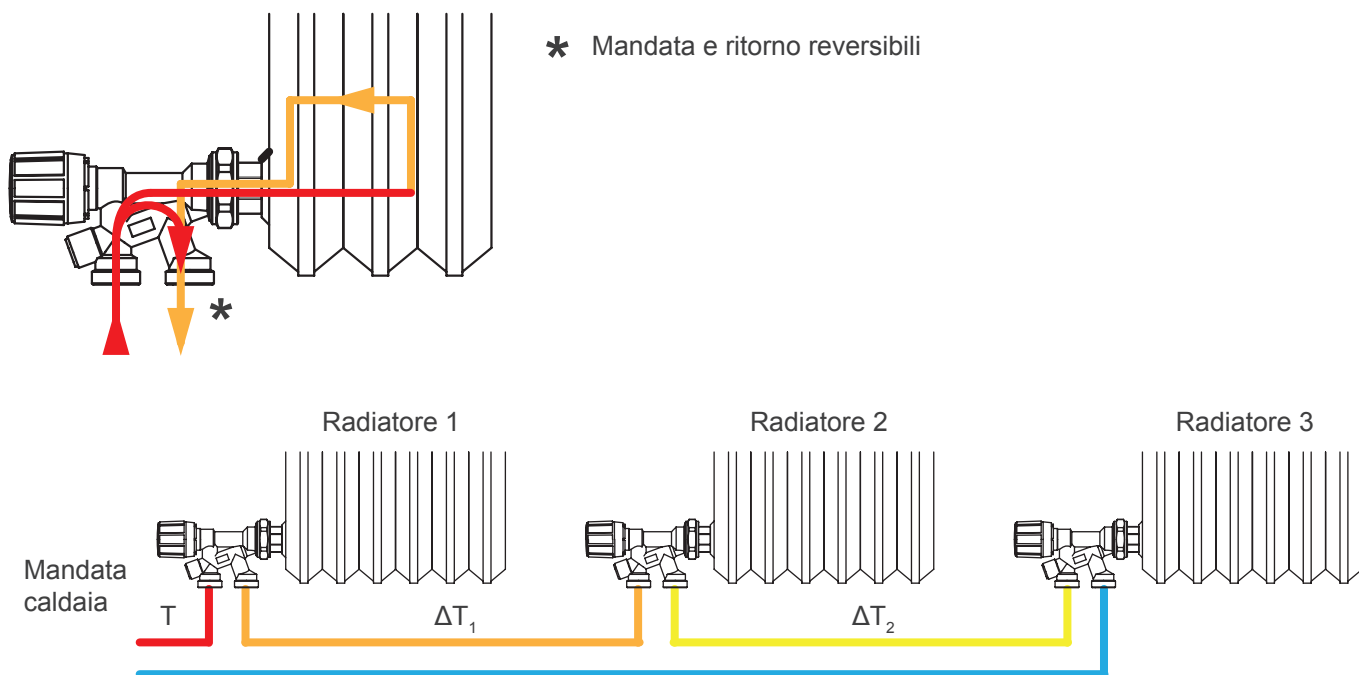 * Mandata e ritorno reversibili
*
Radiatore 1
Radiatore 2
Radiatore 3
Mandata
caldaia
T
ΔT₁
ΔT₂